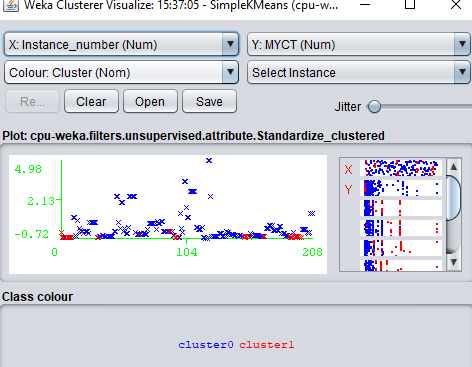 Weka Clusterer Visualize: 15:37:05 - SimpleKMeans (cpu-w...
X: Instance_number (Num) Y: MYCT (Num)
Colour: Cluster (Nom) Select Instance
Re... Clear Open Save Jitter
Plot: cpu-weka.filters.unsupervised.attribute.Standardize_clustered
4.98
2.13
-0.72
0 104 208
X
Y
Class colour
cluster0 cluster1